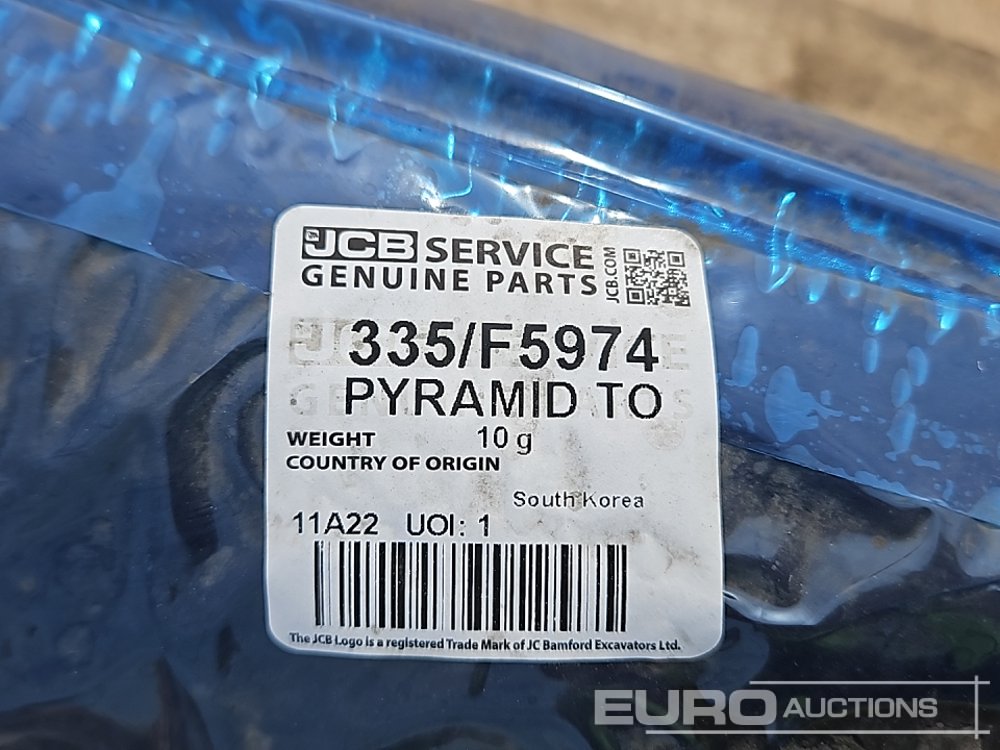 JCB SERVICE
GENUINE PARTS
JCB.COM
335/F5974
PYRAMID TO
WEIGHT 10 g
COUNTRY OF ORIGIN
South Korea
11A22 UOI: 1
The JCB Logo is a registered Trade Mark of JC Bamford Excavators Ltd.
EURO AUCTIONS